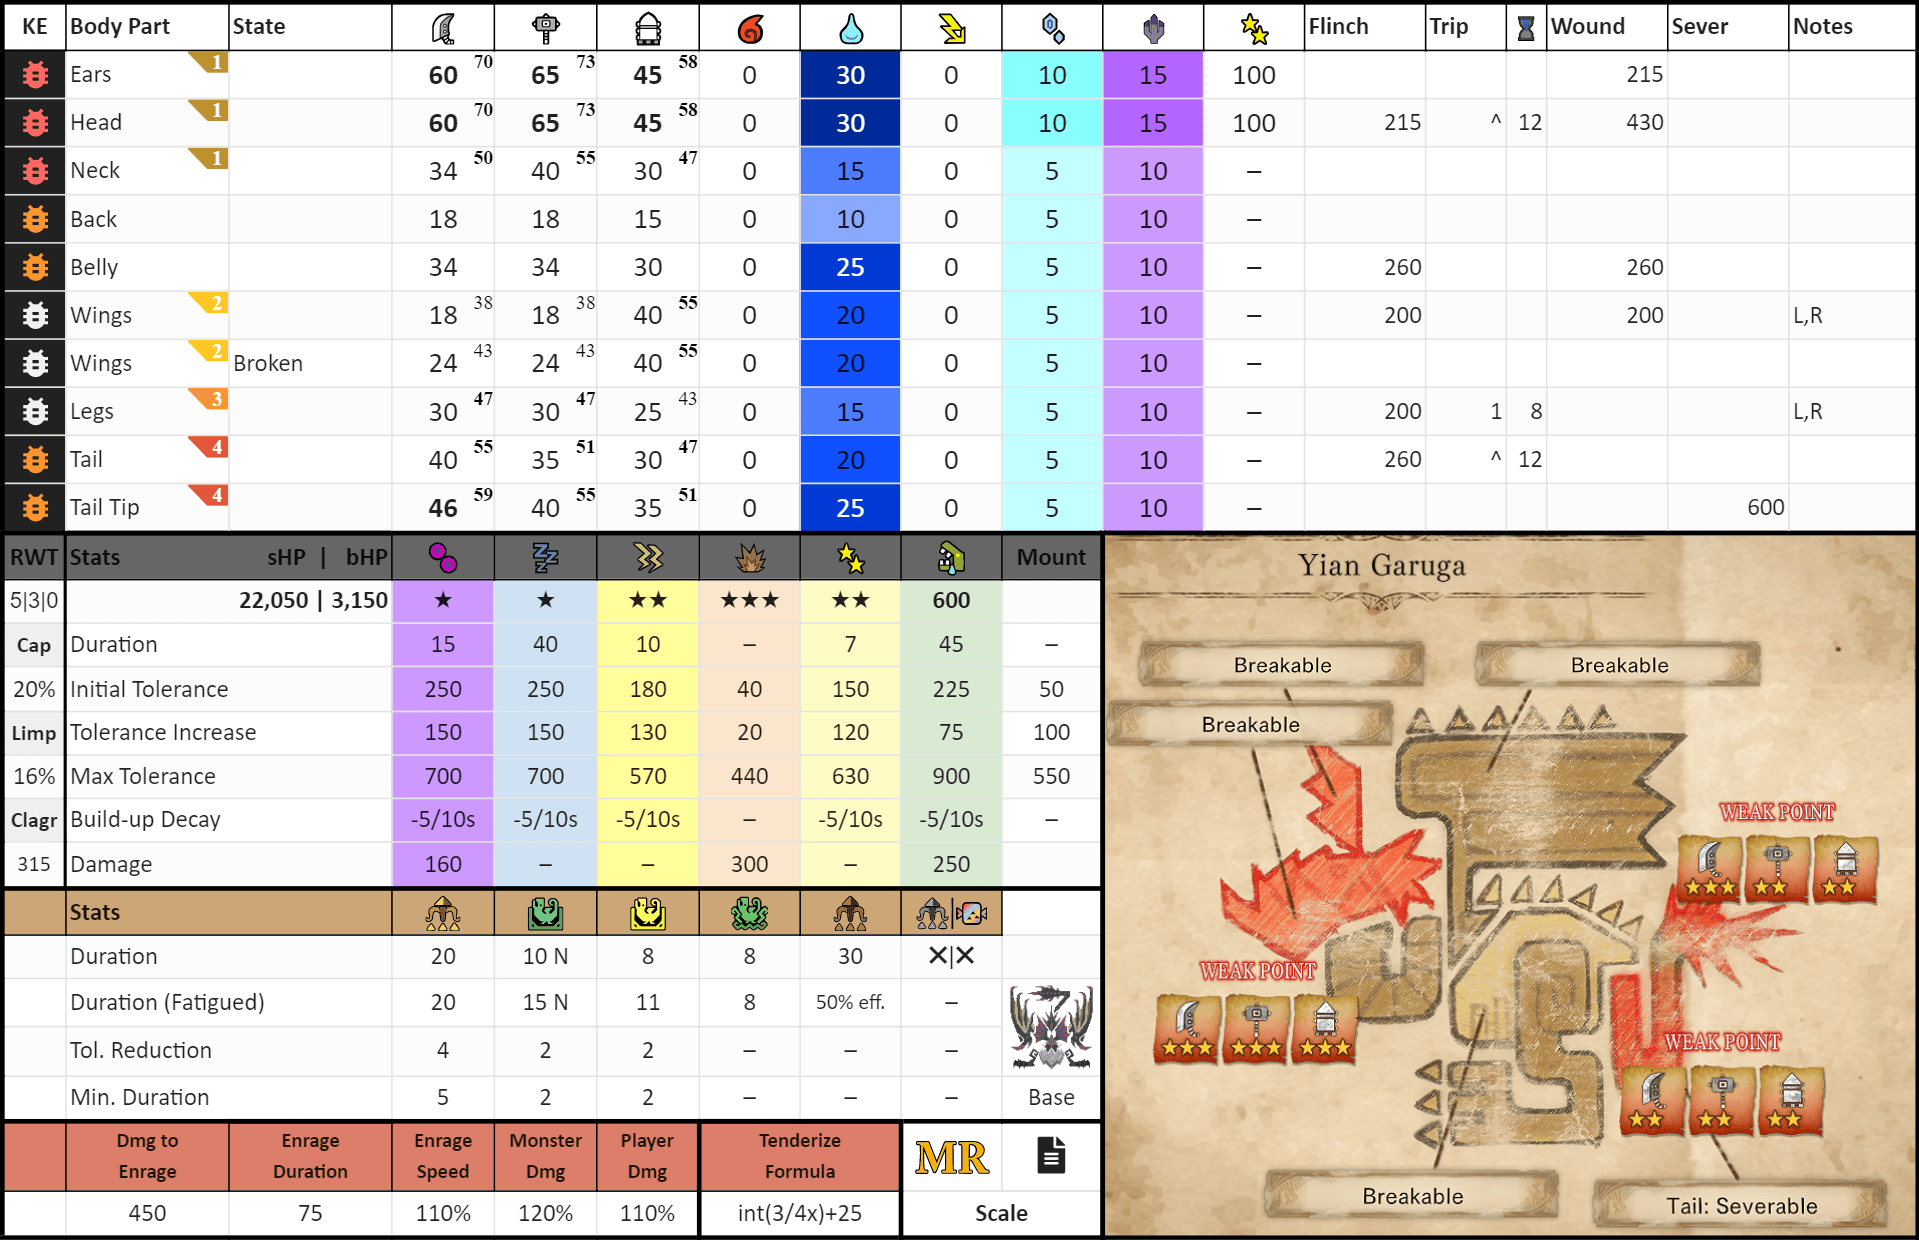 KE Body Part State Flinch Trip Wound Sever Notes
Ears 1 60 70 65 73 45 58 0 30 0 10 15 100 215
Head 1 60 70 65 73 45 58 0 30 0 10 15 100 215 ^ 12 430
Neck 1 34 50 40 55 30 47 0 15 0 5 10 –
Back 18 18 15 0 10 0 5 10 –
Belly 34 34 30 0 25 0 5 10 – 260 260
Wings 2 18 38 18 38 40 55 0 20 0 5 10 – 200 200 L,R
Wings 2 Broken 24 43 24 43 40 55 0 20 0 5 10 –
Legs 3 30 47 30 47 25 43 0 15 0 5 10 – 200 1 8 L,R
Tail 4 40 55 35 51 30 47 0 20 0 5 10 – 260 ^ 12
Tail Tip 4 46 59 40 55 35 51 0 25 0 5 10 – 600
RWT Stats sHP | bHP Mount
5|3|0 22,050 | 3,150 ★ ★ ★★ ★★★ ★★ 600
Cap Duration 15 40 10 – 7 45 –
20% Initial Tolerance 250 250 180 40 150 225 50
Limp Tolerance Increase 150 150 130 20 120 75 100
16% Max Tolerance 700 700 570 440 630 900 550
Clagr Build-up Decay -5/10s -5/10s -5/10s – -5/10s -5/10s –
315 Damage 160 – – 300 – 250
Stats
Duration 20 10 N 8 8 30 ✕|✕
Duration (Fatigued) 20 15 N 11 8 50% eff. –
Tol. Reduction 4 2 2 – – –
Min. Duration 5 2 2 – – – Base
Dmg to Enrage Enrage Duration Enrage Speed Monster Dmg Player Dmg Tenderize Formula MR
450 75 110% 120% 110% int(3/4x)+25 Scale
Yian Garuga
Breakable Breakable
Breakable
WEAK POINT
WEAK POINT
WEAK POINT
Breakable
Tail: Severable